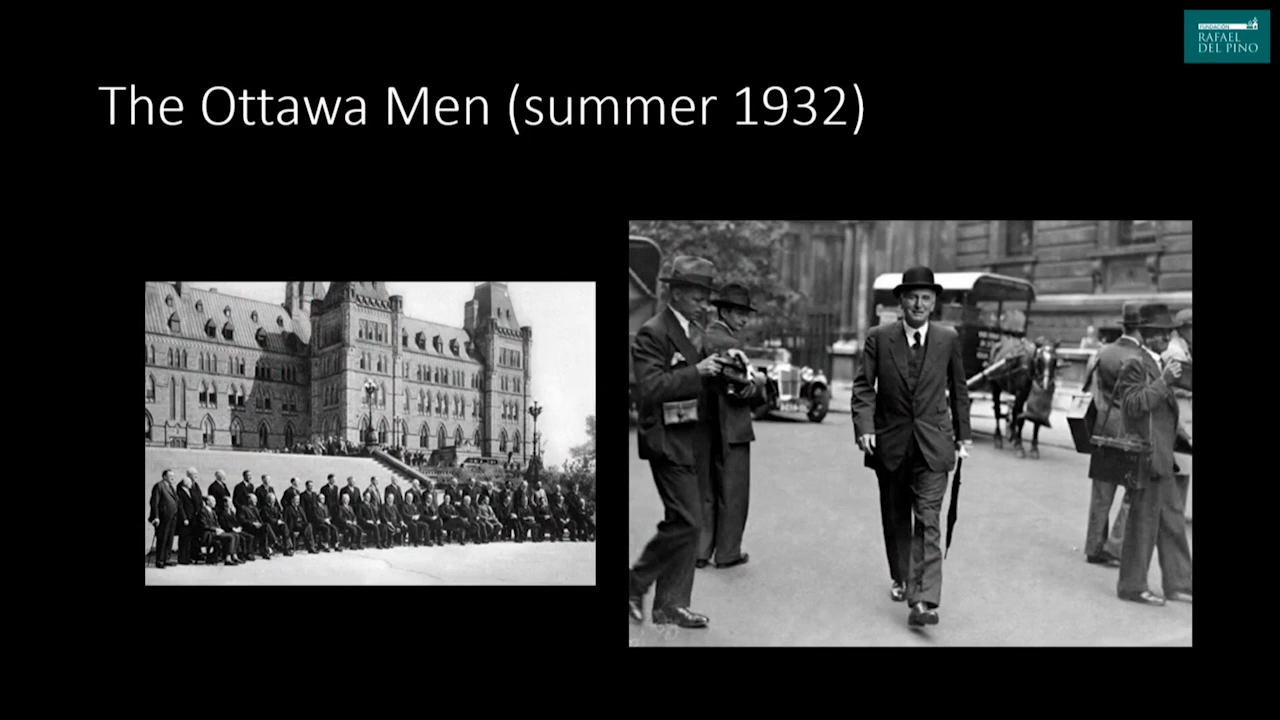 FUNDACIÓN
RAFAEL
DEL PINO
The Ottawa Men (summer 1932)